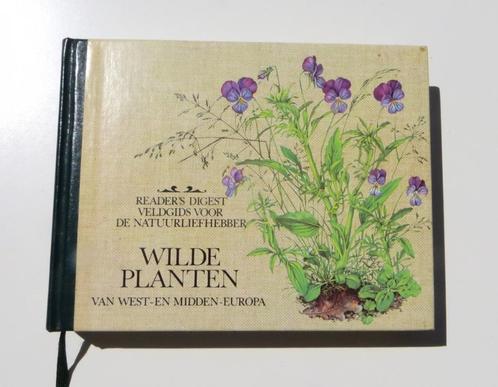 READER'S DIGEST
VELDGIDS VOOR
DE NATUURLIEFHEBBER
WILDE
PLANTEN
VAN WEST-EN MIDDEN-EUROPA